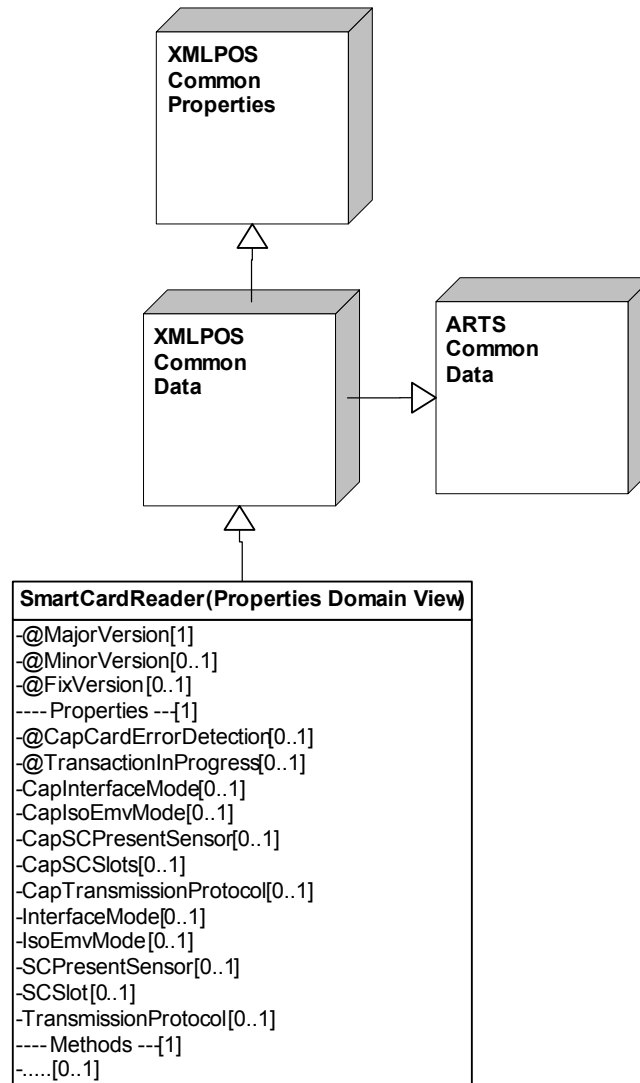 XMLPOS
Common
Properties
XMLPOS
Common
Data
ARTS
Common
Data
SmartCardReader(Properties Domain View)
-@MajorVersion[1]
-@MinorVersion[0..1]
-@FixVersion[0..1]
---- Properties ---[1]
-@CapCardErrorDetection[0..1]
-@TransactionInProgress[0..1]
-CapInterfaceMode[0..1]
-CapIsoEmvMode[0..1]
-CapSCPresentSensor[0..1]
-CapSCSlots[0..1]
-CapTransmissionProtocol[0..1]
-InterfaceMode[0..1]
-IsoEmvMode[0..1]
-SCPresentSensor[0..1]
-SCSlot[0..1]
-TransmissionProtocol[0..1]
---- Methods ---[1]
-.....[0..1]